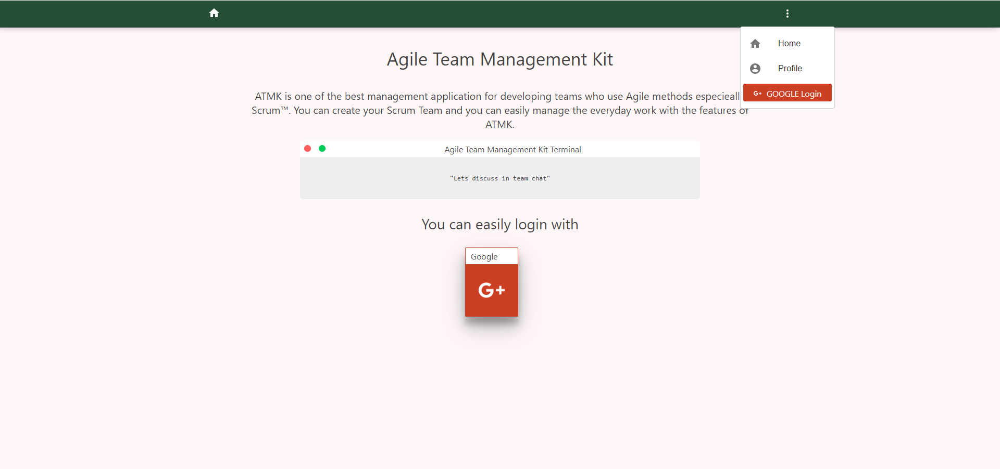 Home
Profile
G+ GOOGLE Login
Agile Team Management Kit
ATMK is one of the best management application for developing teams who use Agile methods especieall
Scrum™. You can create your Scrum Team and you can easily manage the everyday work with the features of
ATMK.
Agile Team Management Kit Terminal
"Lets discuss in team chat"
You can easily login with
Google
G+